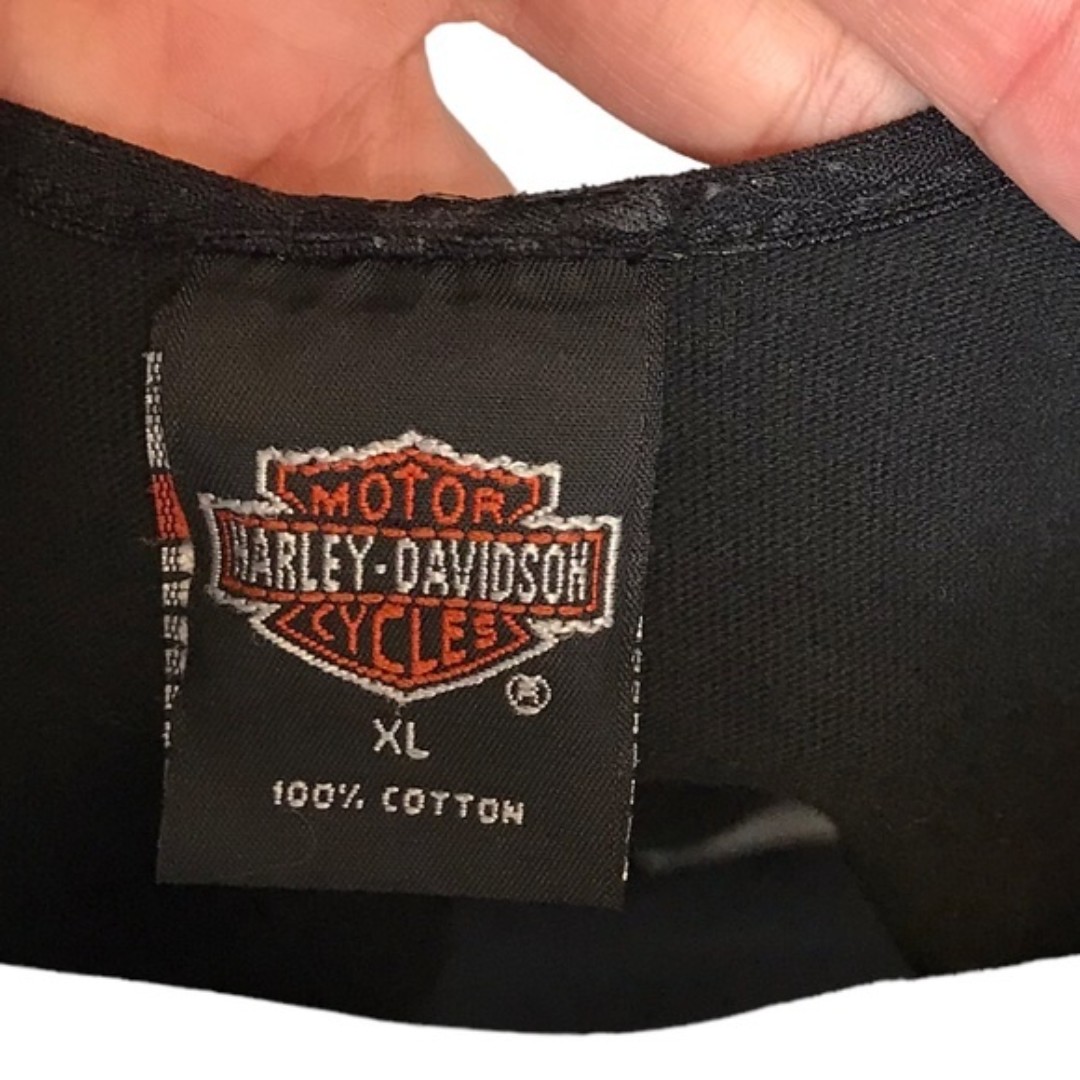 MOTOR
HARLEY-DAVIDSON
CYCLES
®
XL
100% COTTON